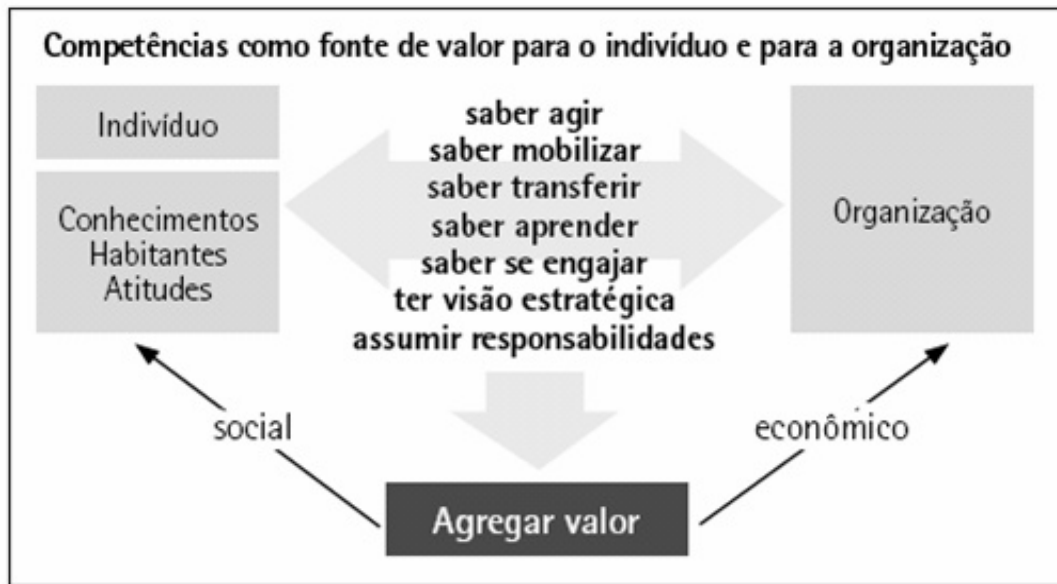 Competências como fonte de valor para o indivíduo e para a organização
Indivíduo
Conhecimentos
Habitantes
Atitudes
saber agir
saber mobilizar
saber transferir
saber aprender
saber se engajar
ter visão estratégica
assumir responsabilidades
Organização
social
econômico
Agregar valor